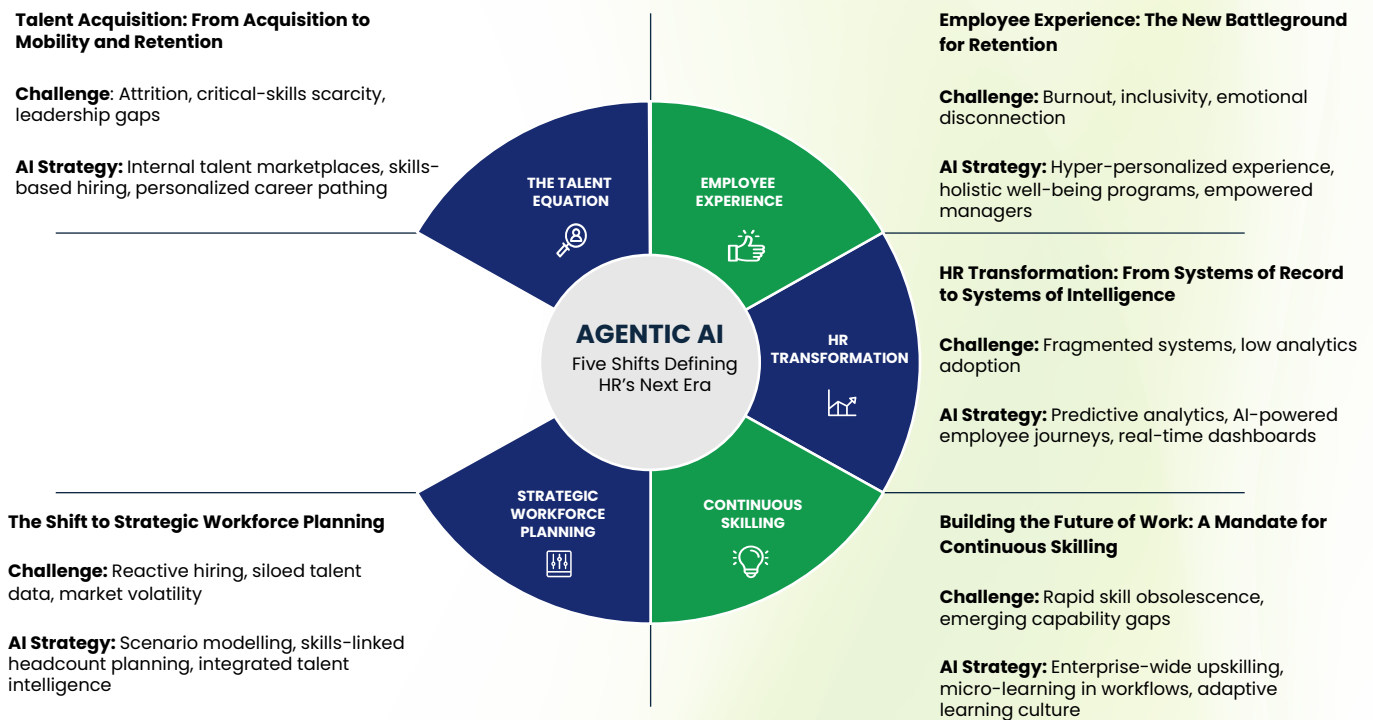 Talent Acquisition: From Acquisition to
Mobility and Retention
Challenge: Attrition, critical-skills scarcity,
leadership gaps
AI Strategy: Internal talent marketplaces, skills-
based hiring, personalized career pathing
Employee Experience: The New Battleground
for Retention
Challenge: Burnout, inclusivity, emotional
disconnection
AI Strategy: Hyper-personalized experience,
holistic well-being programs, empowered
managers
THE TALENT
EQUATION
EMPLOYEE
EXPERIENCE
AGENTIC AI
Five Shifts Defining
HR's Next Era
HR
TRANSFORMATION
HR Transformation: From Systems of Record
to Systems of Intelligence
Challenge: Fragmented systems, low analytics
adoption
AI Strategy: Predictive analytics, AI-powered
employee journeys, real-time dashboards
STRATEGIC
WORKFORCE
PLANNING
CONTINUOUS
SKILLING
The Shift to Strategic Workforce Planning
Challenge: Reactive hiring, siloed talent
data, market volatility
AI Strategy: Scenario modelling, skills-linked
headcount planning, integrated talent
intelligence
Building the Future of Work: A Mandate for
Continuous Skilling
Challenge: Rapid skill obsolescence,
emerging capability gaps
AI Strategy: Enterprise-wide upskilling,
micro-learning in workflows, adaptive
learning culture